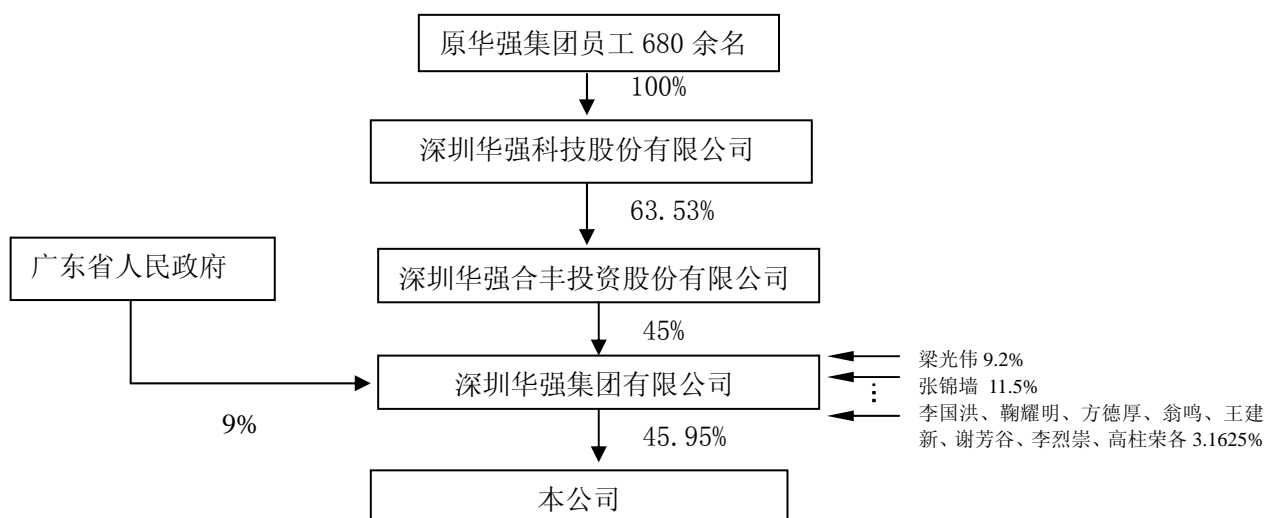 原华强集团员工 680 余名
100%
深圳华强科技股份有限公司
63.53%
广东省人民政府
深圳华强合丰投资股份有限公司
45%
梁光伟 9.2%
张锦墙 11.5%
深圳华强集团有限公司
李国洪、鞠耀明、方德厚、翁鸣、王建
新、谢芳谷、李烈崇、高柱荣各 3.1625%
9%
45.95%
本公司